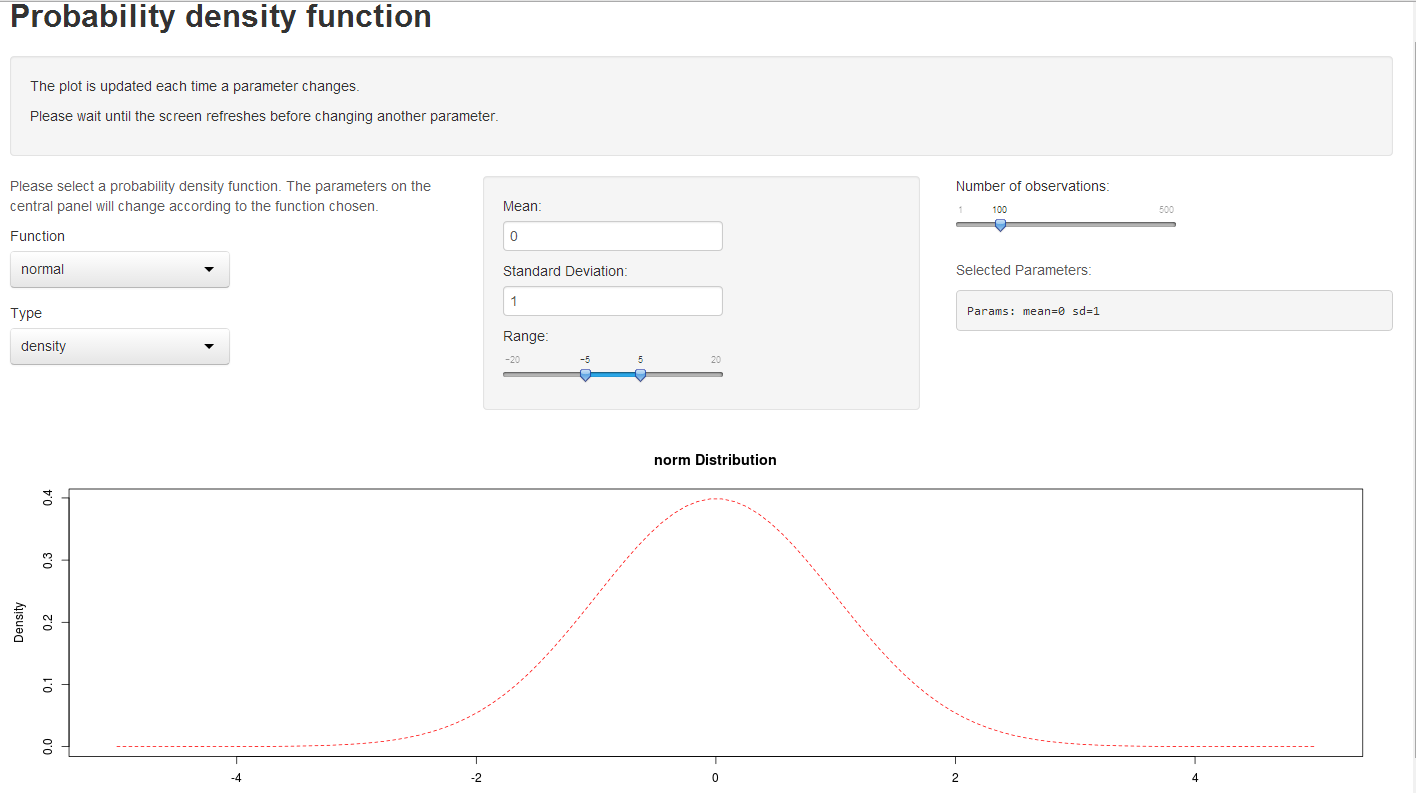 Probability density function
The plot is updated each time a parameter changes.
Please wait until the screen refreshes before changing another parameter.
Please select a probability density function. The parameters on the
central panel will change according to the function chosen.
Function
normal
Type
density
Mean:
0
Standard Deviation:
1
Range:
-20 -5 5 20
Number of observations:
1 100 500
Selected Parameters:
Params: mean=0 sd=1
norm Distribution
Density
0.4
0.3
0.2
0.1
0.0
-4 -2 0 2 4